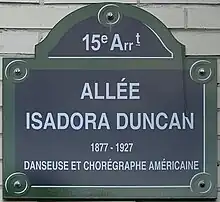 15e Arrt
ALLÉE
ISADORA DUNCAN
1877 - 1927
DANSEUSE ET CHORÉGRAPHE AMÉRICAINE